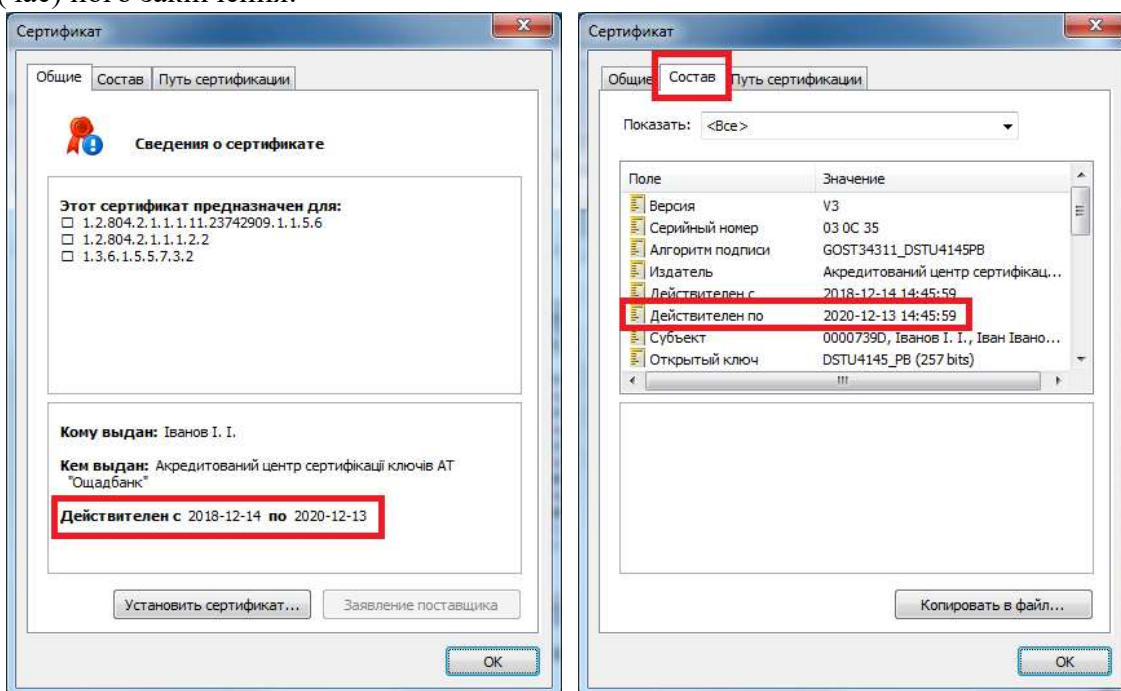 (час) його закінчення.
Сертификат
Общие Состав Путь сертификации
Сведения о сертификате
Этот сертификат предназначен для:
1.2.804.2.1.1.1.11.23742909.1.1.5.6
1.2.804.2.1.1.1.2.2
1.3.6.1.5.5.7.3.2
Кому выдан: Іванов І. І.
Кем выдан: Акредитований центр сертифікації ключів АТ
"Ощадбанк"
Действителен с 2018-12-14 по 2020-12-13
Установить сертификат... Заявление поставщика
OK
Сертификат
Общие Состав Путь сертификации
Показать: <Все>
Поле Значение
Версия V3
Серийный номер 03 0C 35
Алгоритм подписи GOST34311_DSTU4145PB
Издатель Акредитований центр сертифікац...
Действителен с 2018-12-14 14:45:59
Действителен по 2020-12-13 14:45:59
Субъект 0000739D, Іванов І. І., Іван Івано...
Открытый ключ DSTU4145_PB (257 bits)
Копировать в файл...
OK